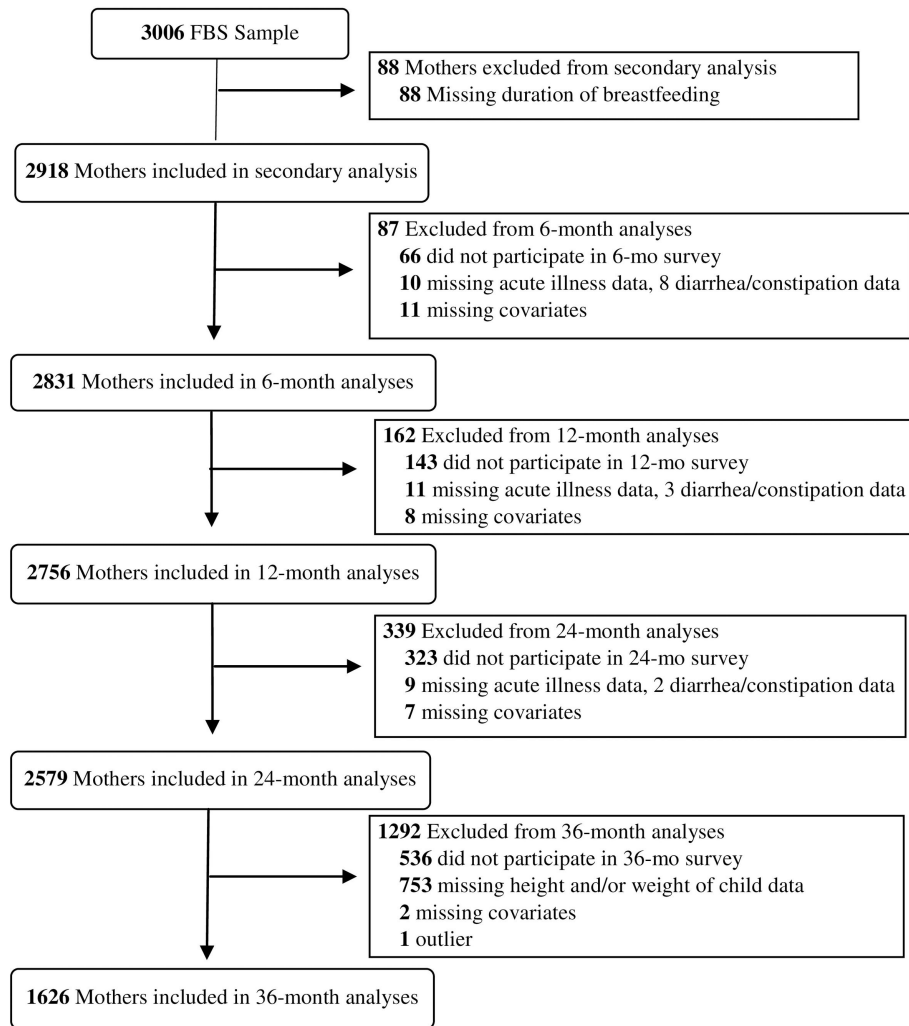 3006 FBS Sample
88 Mothers excluded from secondary analysis
88 Missing duration of breastfeeding
2918 Mothers included in secondary analysis
87 Excluded from 6-month analyses
66 did not participate in 6-mo survey
10 missing acute illness data, 8 diarrhea/constipation data
11 missing covariates
2831 Mothers included in 6-month analyses
162 Excluded from 12-month analyses
143 did not participate in 12-mo survey
11 missing acute illness data, 3 diarrhea/constipation data
8 missing covariates
2756 Mothers included in 12-month analyses
339 Excluded from 24-month analyses
323 did not participate in 24-mo survey
9 missing acute illness data, 2 diarrhea/constipation data
7 missing covariates
2579 Mothers included in 24-month analyses
1292 Excluded from 36-month analyses
536 did not participate in 36-mo survey
753 missing height and/or weight of child data
2 missing covariates
1 outlier
1626 Mothers included in 36-month analyses